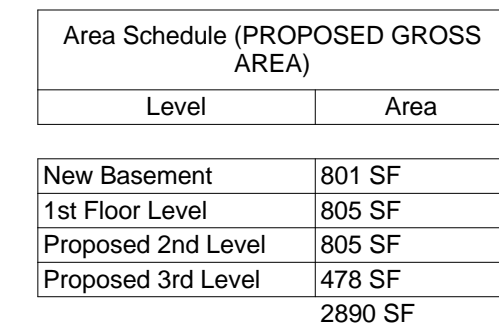 Area Schedule (PROPOSED GROSS
AREA)
Level Area
New Basement 801 SF
1st Floor Level 805 SF
Proposed 2nd Level 805 SF
Proposed 3rd Level 478 SF
2890 SF